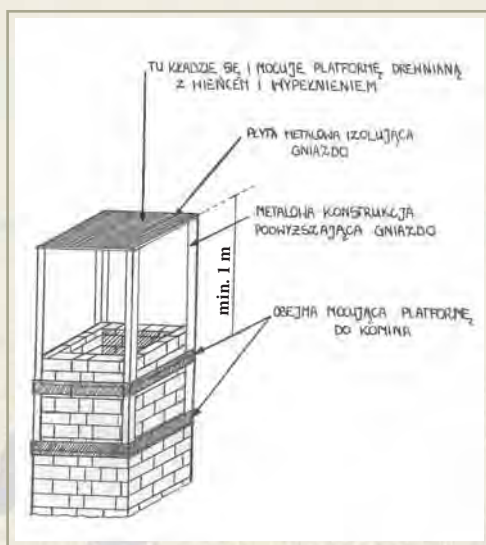 TU KŁADZIE SIĘ I MOCUJE PLATFORMĘ DREWNIANĄ
Z WIEŃCEM I WYPEŁNIENIEM
PŁYTA METALOWA IZOLUJĄCA
GNIAZDO
METALOWA KONSTRUKCJA
PODWYŻSZAJĄCA GNIAZDO
min. 1 m
OBEJMA MOCUJĄCA PLATFORMĘ
DO KOMINA